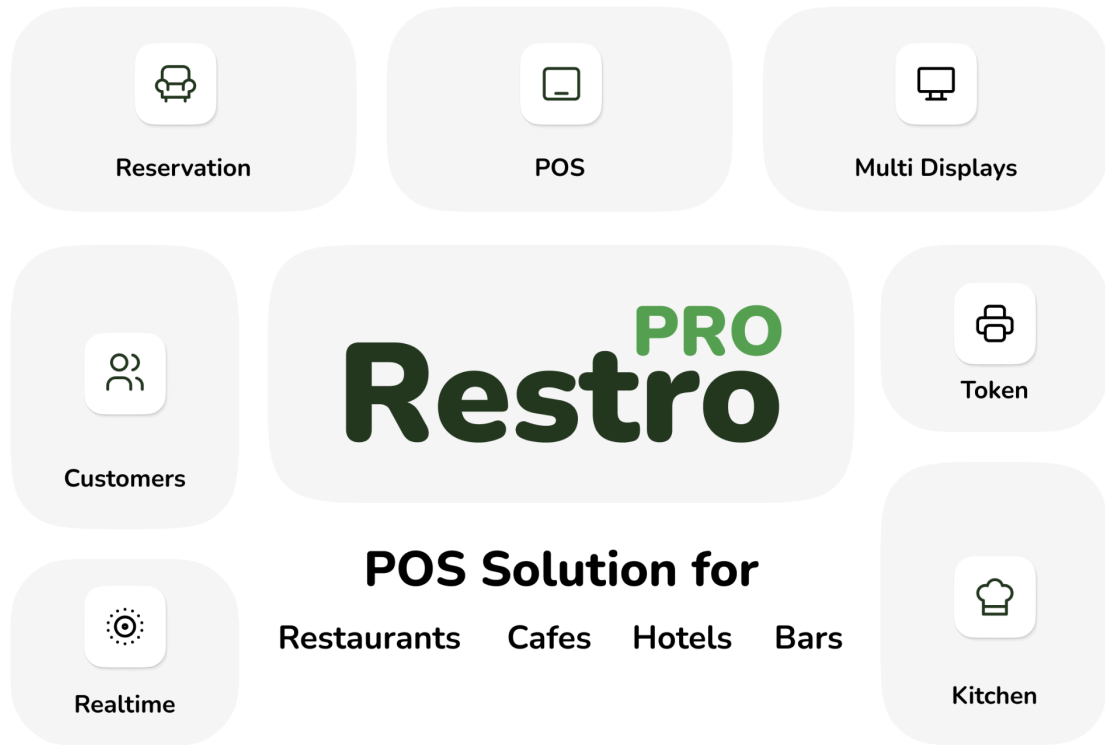 Reservation
POS
Multi Displays
Customers
PRO
Restro
Token
POS Solution for
Restaurants Cafes Hotels Bars
Realtime
Kitchen